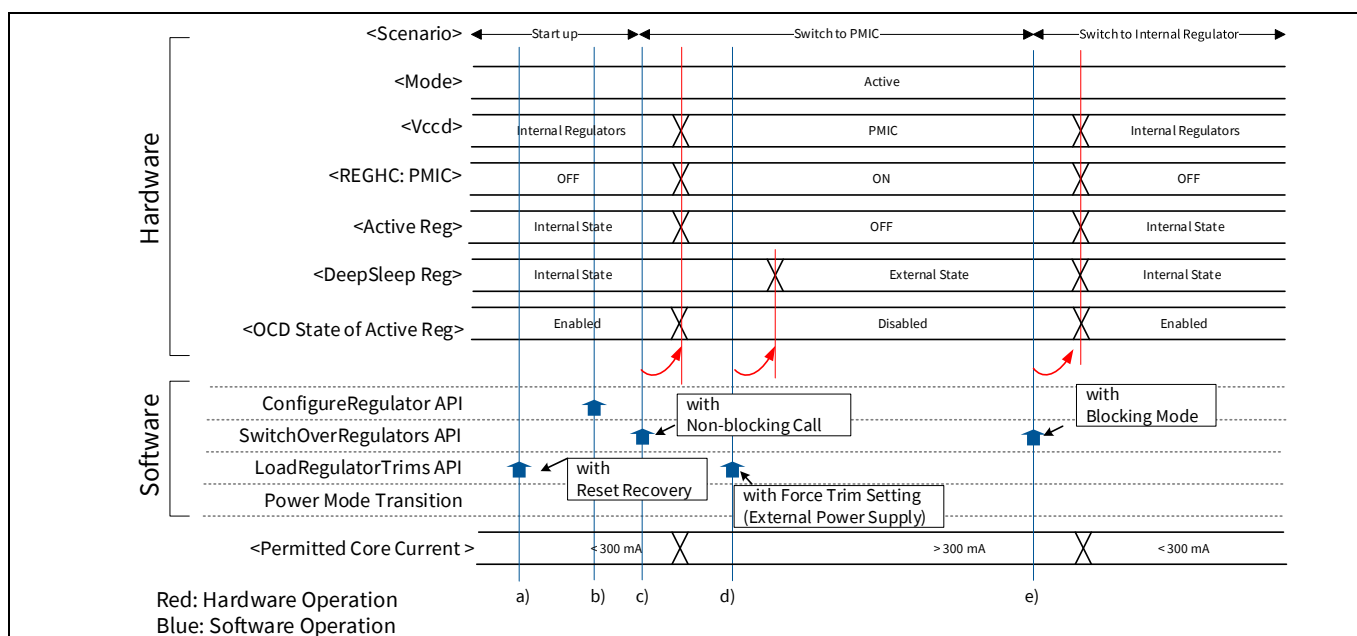 <Scenario> Start up Switch to PMIC Switch to Internal Regulator
<Mode> Active
<Vccd> Internal Regulators PMIC Internal Regulators
<REGHC: PMIC> OFF ON OFF
<Active Reg> Internal State OFF Internal State
<DeepSleep Reg> Internal State External State Internal State
<OCD State of Active Reg> Enabled Disabled Enabled
Hardware
Software
ConfigureRegulator API
SwitchOverRegulators API
LoadRegulatorTrims API
Power Mode Transition
with
Non-blocking Call
with
Blocking Mode
with
Reset Recovery
with Force Trim Setting
(External Power Supply)
<Permitted Core Current > < 300 mA > 300 mA < 300 mA
a) b) c) d) e)
Red: Hardware Operation
Blue: Software Operation